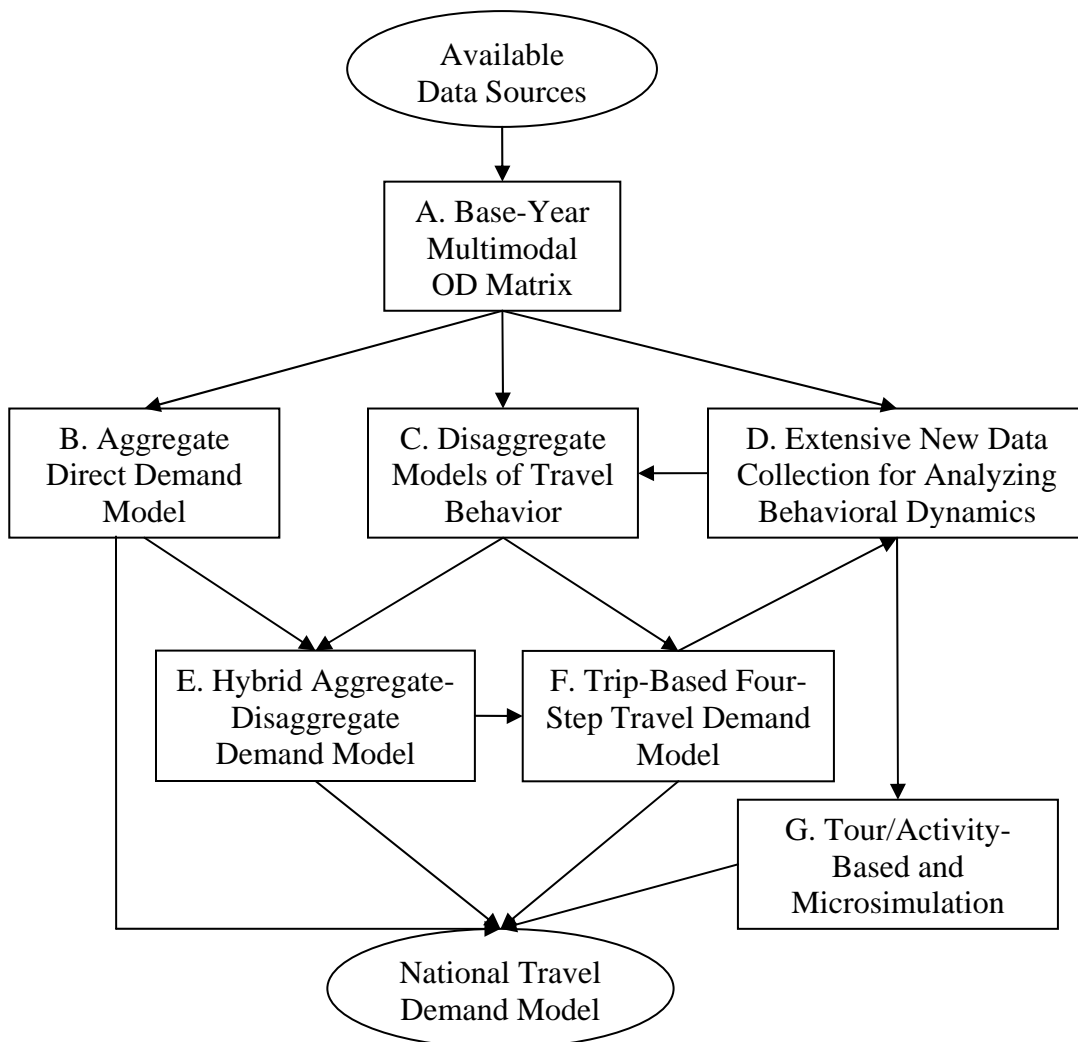 Available
Data Sources
A. Base-Year
Multimodal
OD Matrix
B. Aggregate
Direct Demand
Model
C. Disaggregate
Models of Travel
Behavior
D. Extensive New Data
Collection for Analyzing
Behavioral Dynamics
E. Hybrid Aggregate-
Disaggregate
Demand Model
F. Trip-Based Four-
Step Travel Demand
Model
G. Tour/Activity-
Based and
Microsimulation
National Travel
Demand Model